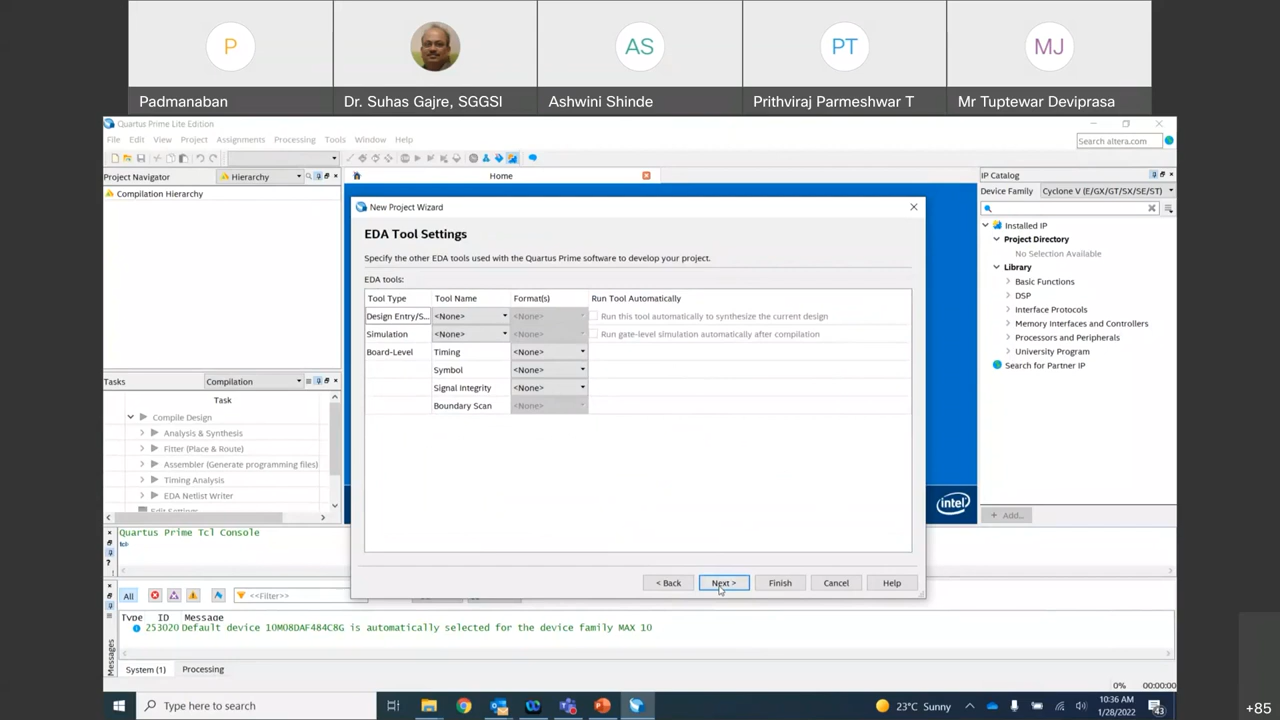 P
AS
PT
MJ
Padmanaban
Dr. Suhas Gajre, SGGSI
Ashwini Shinde
Prithviraj Parmeshwar T
Mr Tuptewar Deviprasa
Quartus Prime Lite Edition
File Edit View Project Assignments Processing Tools Window Help
Search altera.com
Project Navigator
Hierarchy
Compilation Hierarchy
Home
IP Catalog
Device Family
Cyclone V (E/GX/GT/SX/SE/ST)
Installed IP
Project Directory
No Selection Available
Library
Basic Functions
DSP
Interface Protocols
Memory Interfaces and Controllers
Processors and Peripherals
University Program
Search for Partner IP
+ Add...
New Project Wizard
EDA Tool Settings
Specify the other EDA tools used with the Quartus Prime software to develop your project.
EDA tools:
Tool Type Tool Name Format(s) Run Tool Automatically
Design Entry/S... <None> <None> Run this tool automatically to synthesize the current design
Simulation <None> <None> Run gate-level simulation automatically after compilation
Board-Level Timing <None>
Symbol <None>
Signal Integrity <None>
Boundary Scan <None>
< Back Next > Finish Cancel Help
Tasks
Compilation
Task
Compile Design
Analysis & Synthesis
Fitter (Place & Route)
Assembler (Generate programming files)
Timing Analysis
EDA Netlist Writer
Edit Settings
intel
Quartus Prime Tcl Console
tcl>
All
<<Filter>>
Type ID Message
253020 Default device 10M08DAF484C8G is automatically selected for the device family MAX 10
Messages
System (1) Processing
0% 00:00:00
Type here to search
23°C Sunny
10:36 AM
1/28/2022
43
+85